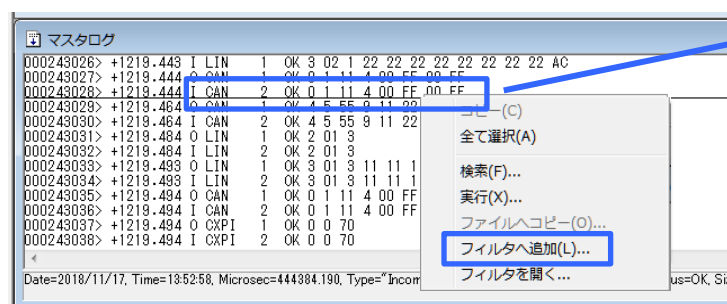 マスタログ
000243026> +1219.443 I LIN 1 OK 3 02 1 22 22 22 22 22 22 22 22 AC
000243027> +1219.444 O CAN 1 OK 0 1 11 4 00 FF 00 FF
000243028> +1219.444 I CAN 2 OK 0 1 11 4 00 FF 00 FF
000243029> +1219.464 O CAN 1 OK 4 5 55 9 11 22
000243030> +1219.464 I CAN 2 OK 4 5 55 9 11 22
000243031> +1219.484 O LIN 1 OK 2 01 3
000243032> +1219.484 I LIN 2 OK 2 01 3
000243033> +1219.493 O LIN 1 OK 3 01 3 11 11 1
000243034> +1219.493 I LIN 2 OK 3 01 3 11 11 1
000243035> +1219.494 O CAN 1 OK 0 1 11 4 00 FF
000243036> +1219.494 I CAN 2 OK 0 1 11 4 00 FF
000243037> +1219.494 O CXPI 1 OK 0 0 70
000243038> +1219.494 I CXPI 2 OK 0 0 70
コピー(C)
全て選択(A)
検索(F)...
実行(X)...
ファイルへコピー(O)...
フィルタへ追加(L)...
フィルタを開く...
Date=2018/11/17, Time=13:52:58, Microsec=444384.190, Type="Incom us=OK, Si